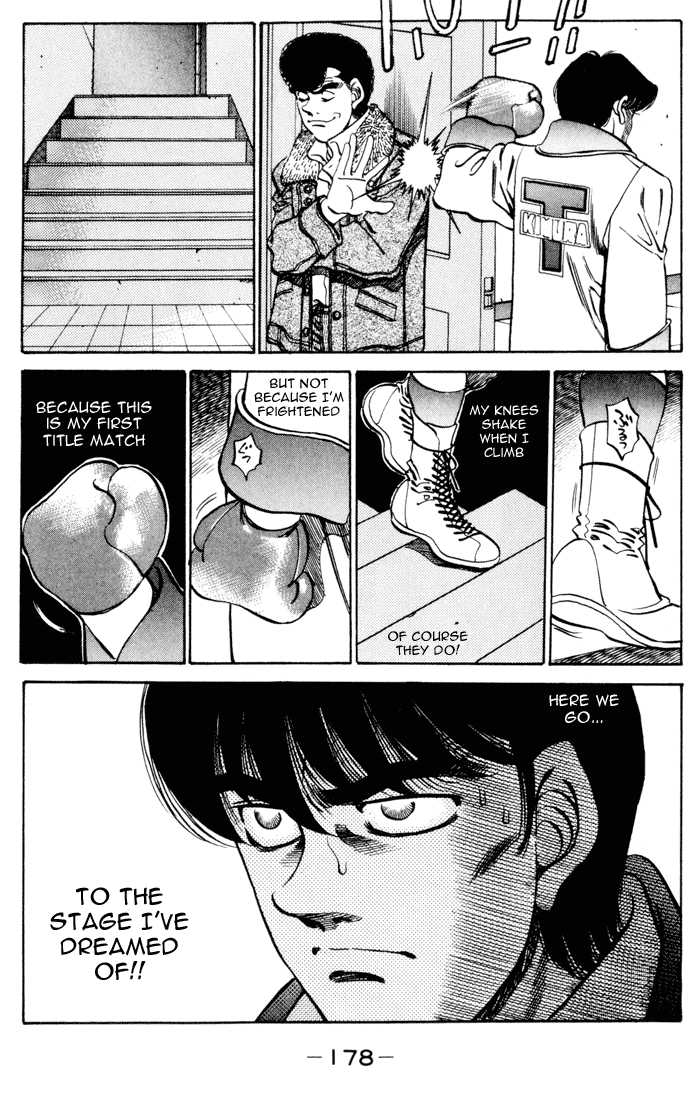 T
KIMURA
BECAUSE THIS
IS MY FIRST
TITLE MATCH
BUT NOT
BECAUSE I'M
FRIGHTENED
MY KNEES
SHAKE
WHEN I
CLIMB
OF COURSE
THEY DO!
HERE WE
GO...
TO THE
STAGE I'VE
DREAMED
OF!!
-178-